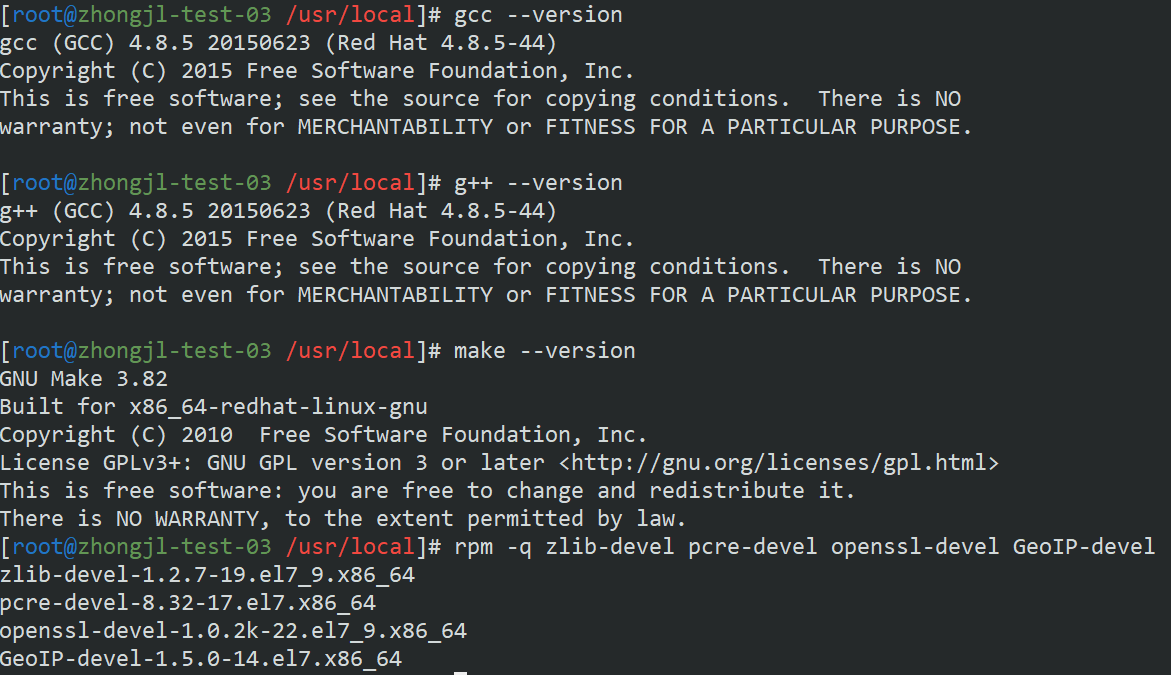 [root@zhongjl-test-03 /usr/local]# gcc --version
gcc (GCC) 4.8.5 20150623 (Red Hat 4.8.5-44)
Copyright (C) 2015 Free Software Foundation, Inc.
This is free software; see the source for copying conditions.  There is NO
warranty; not even for MERCHANTABILITY or FITNESS FOR A PARTICULAR PURPOSE.

[root@zhongjl-test-03 /usr/local]# g++ --version
g++ (GCC) 4.8.5 20150623 (Red Hat 4.8.5-44)
Copyright (C) 2015 Free Software Foundation, Inc.
This is free software; see the source for copying conditions.  There is NO
warranty; not even for MERCHANTABILITY or FITNESS FOR A PARTICULAR PURPOSE.

[root@zhongjl-test-03 /usr/local]# make --version
GNU Make 3.82
Built for x86_64-redhat-linux-gnu
Copyright (C) 2010  Free Software Foundation, Inc.
License GPLv3+: GNU GPL version 3 or later <http://gnu.org/licenses/gpl.html>
This is free software: you are free to change and redistribute it.
There is NO WARRANTY, to the extent permitted by law.
[root@zhongjl-test-03 /usr/local]# rpm -q zlib-devel pcre-devel openssl-devel GeoIP-devel
zlib-devel-1.2.7-19.el7_9.x86_64
pcre-devel-8.32-17.el7.x86_64
openssl-devel-1.0.2k-22.el7_9.x86_64
GeoIP-devel-1.5.0-14.el7.x86_64